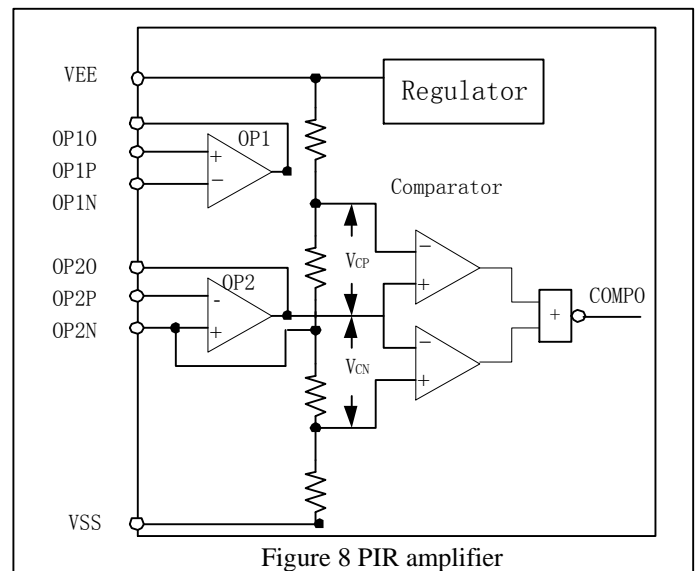 VEE
Regulator
OP1O
OP1
OP1P
+
−
OP1N
Comparator
VCP
−
+
OP2O
OP2
OP2P
-
OP2N
+
COMPO
+
VCN
−
+
VSS
Figure 8 PIR amplifier